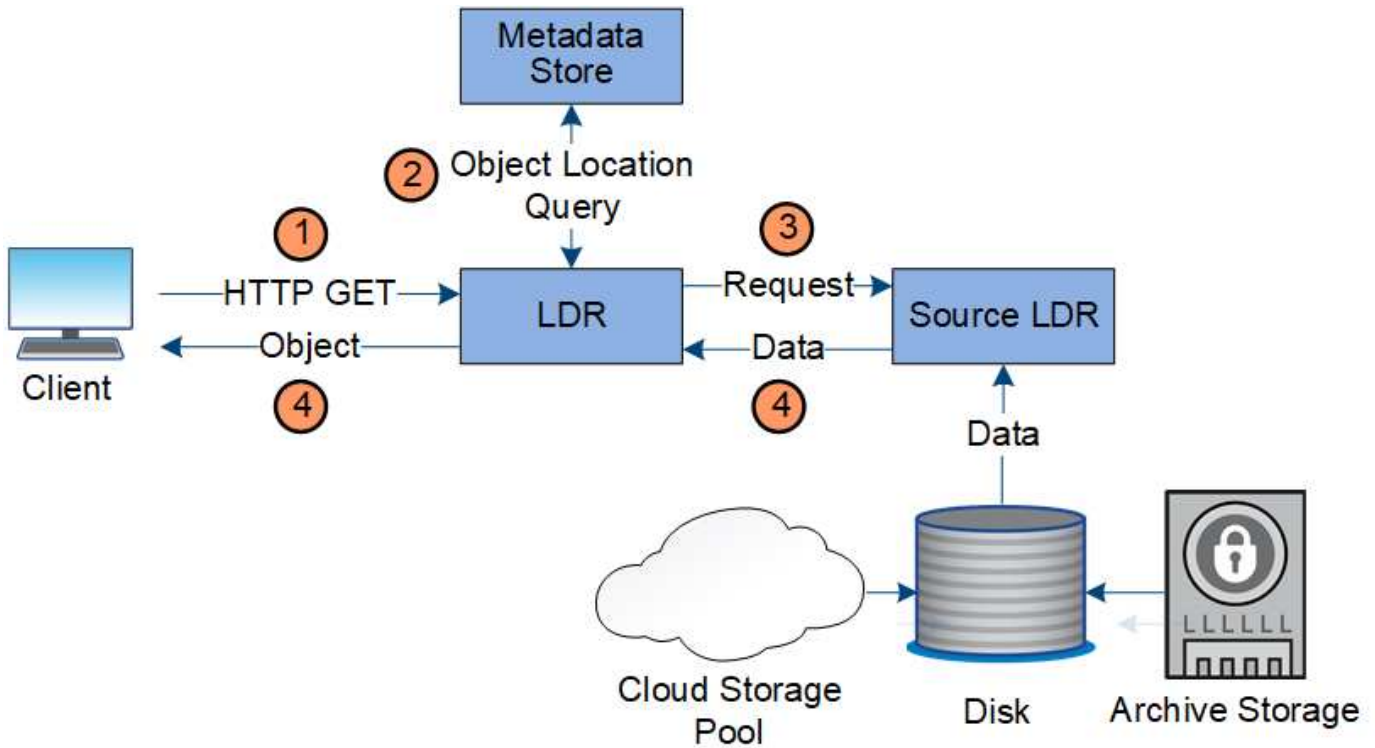 Metadata
Store
2
Object Location
Query
1
3
HTTP GET
LDR
Request
Source LDR
Object
Data
Client
4
4
Data
LLLLLL
Cloud Storage
Pool
Disk
Archive Storage